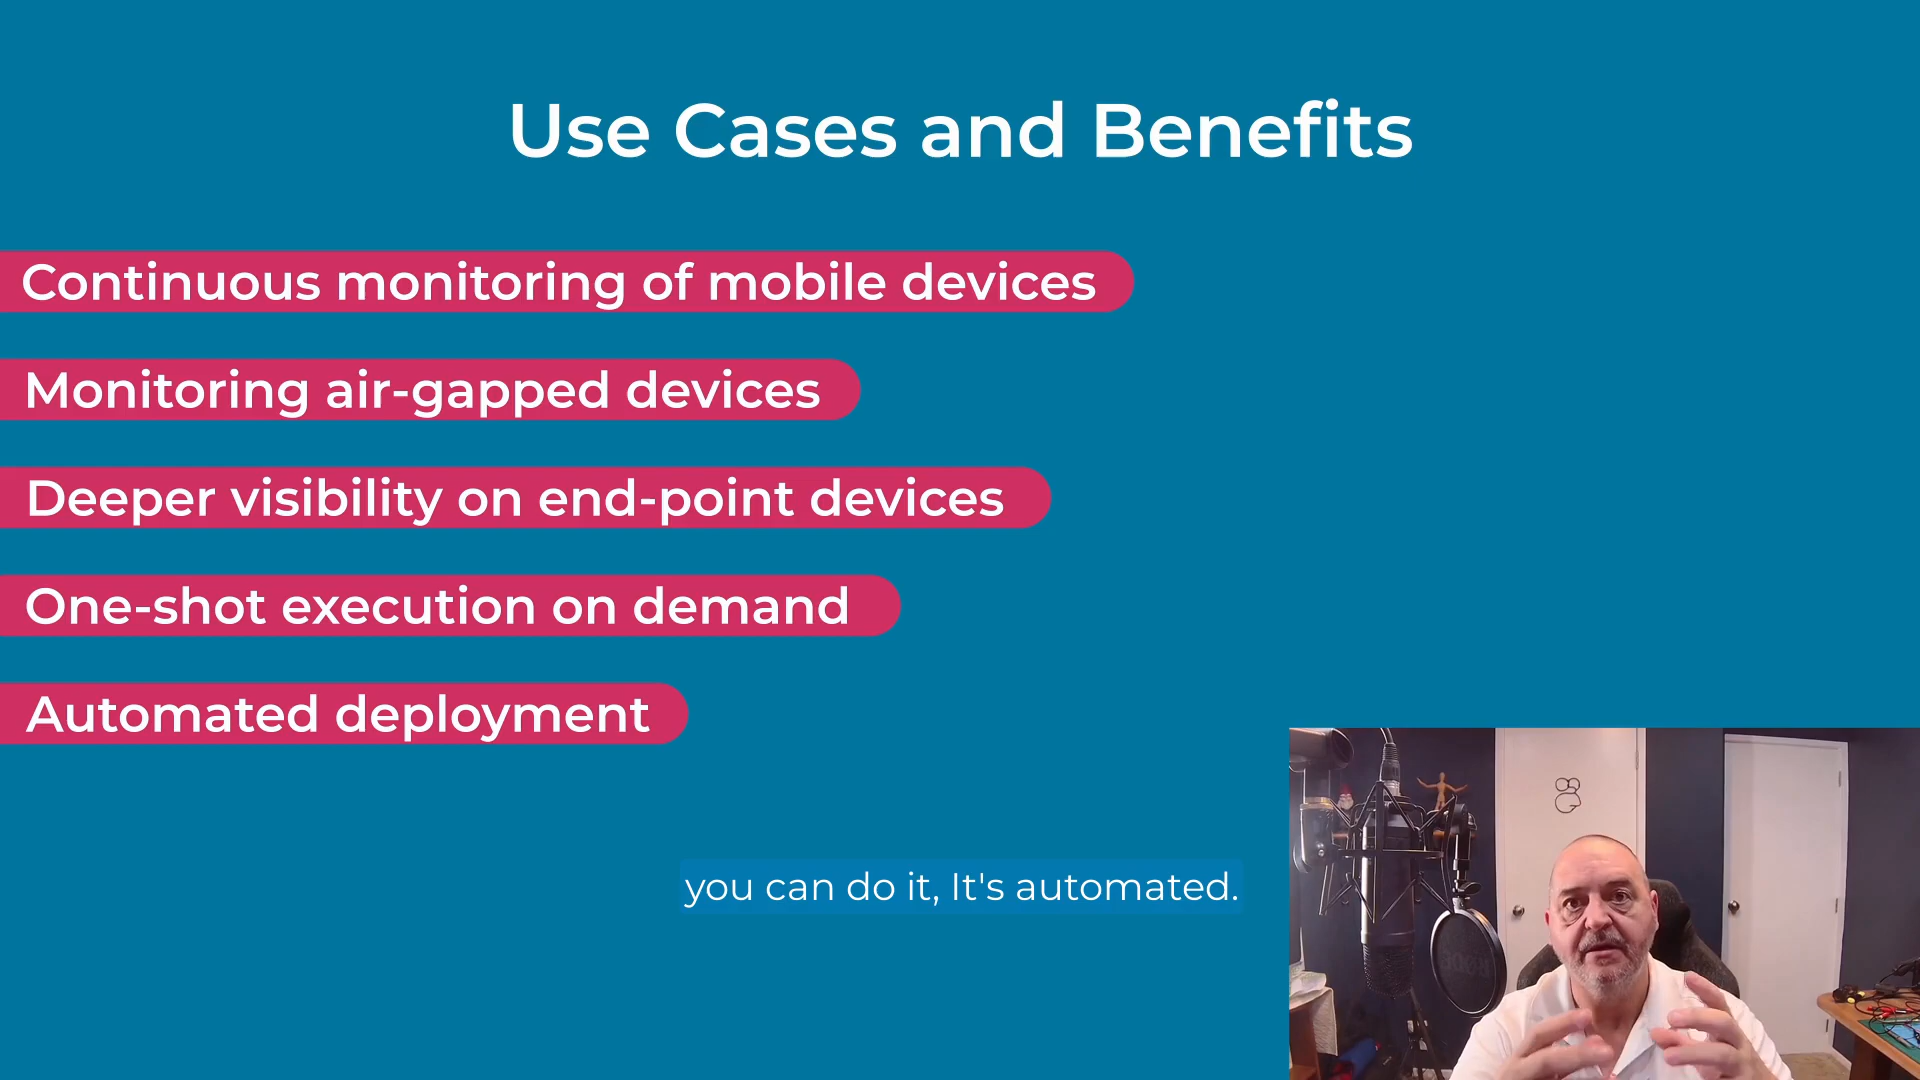 Use Cases and Benefits
Continuous monitoring of mobile devices
Monitoring air-gapped devices
Deeper visibility on end-point devices
One-shot execution on demand
Automated deployment
you can do it, It's automated.
RØDE